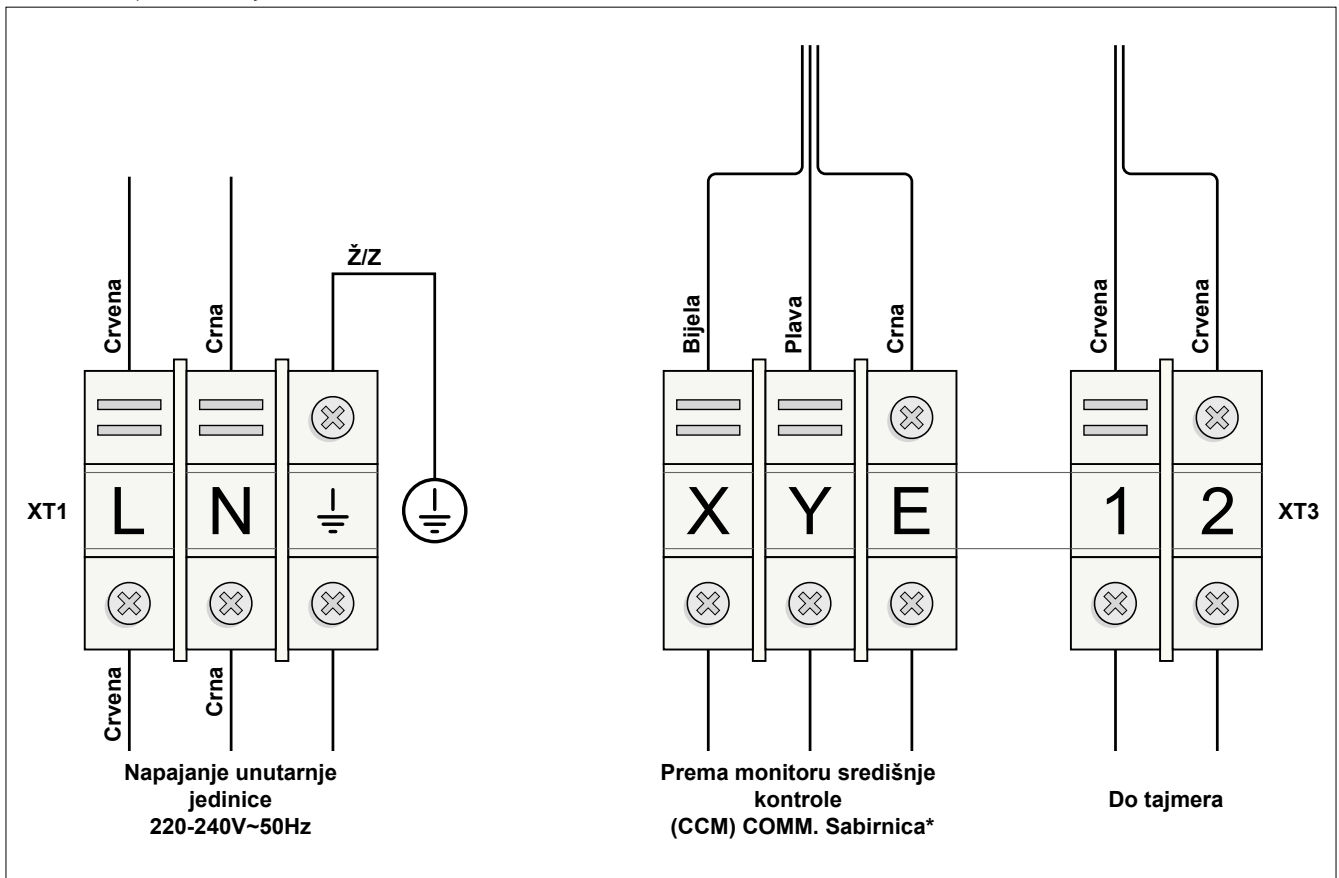 Ž/Z
Crvena
Crna
Bijela
Plava
Crna
Crvena
Crvena
XT1
L
N
X
Y
E
1
2
XT3
Crvena
Crna
Napajanje unutarnje
jedinice
220-240V~50Hz
Prema monitoru središnje
kontrole
(CCM) COMM. Sabirnica*
Do tajmera